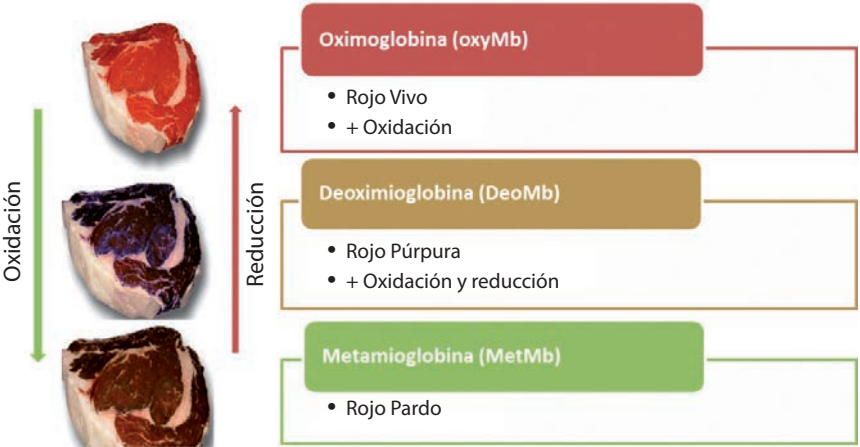 Oxidación
Reducción
Oximoglobina (oxyMb)
• Rojo Vivo
• + Oxidación
Deoximioglobina (DeoMb)
• Rojo Púrpura
• + Oxidación y reducción
Metamioglobina (MetMb)
• Rojo Pardo